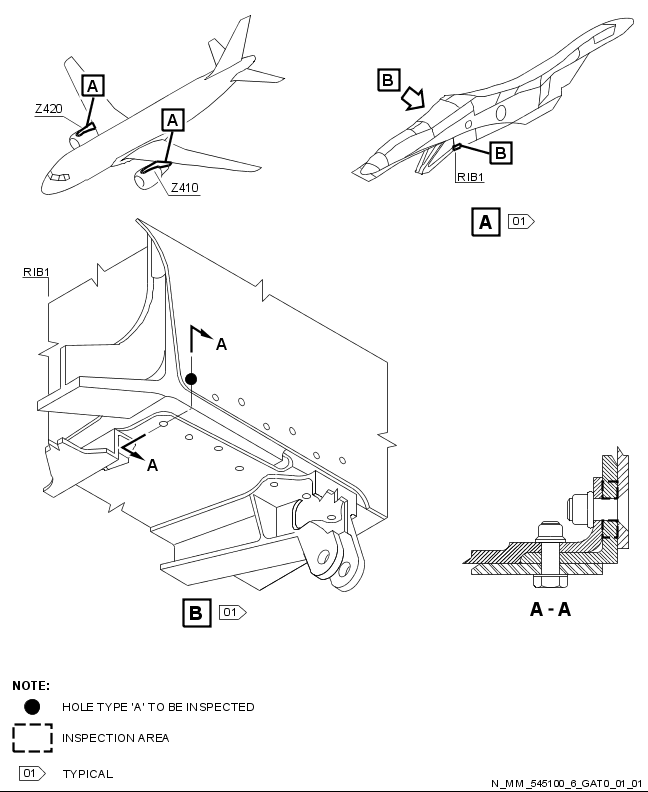 A
B
Z420
A
B
Z410
RIB1
A 01
RIB1
A
A
B 01
A - A
NOTE:
HOLE TYPE 'A' TO BE INSPECTED
INSPECTION AREA
01 TYPICAL
N_MM_545100_6_GAT0_01_01